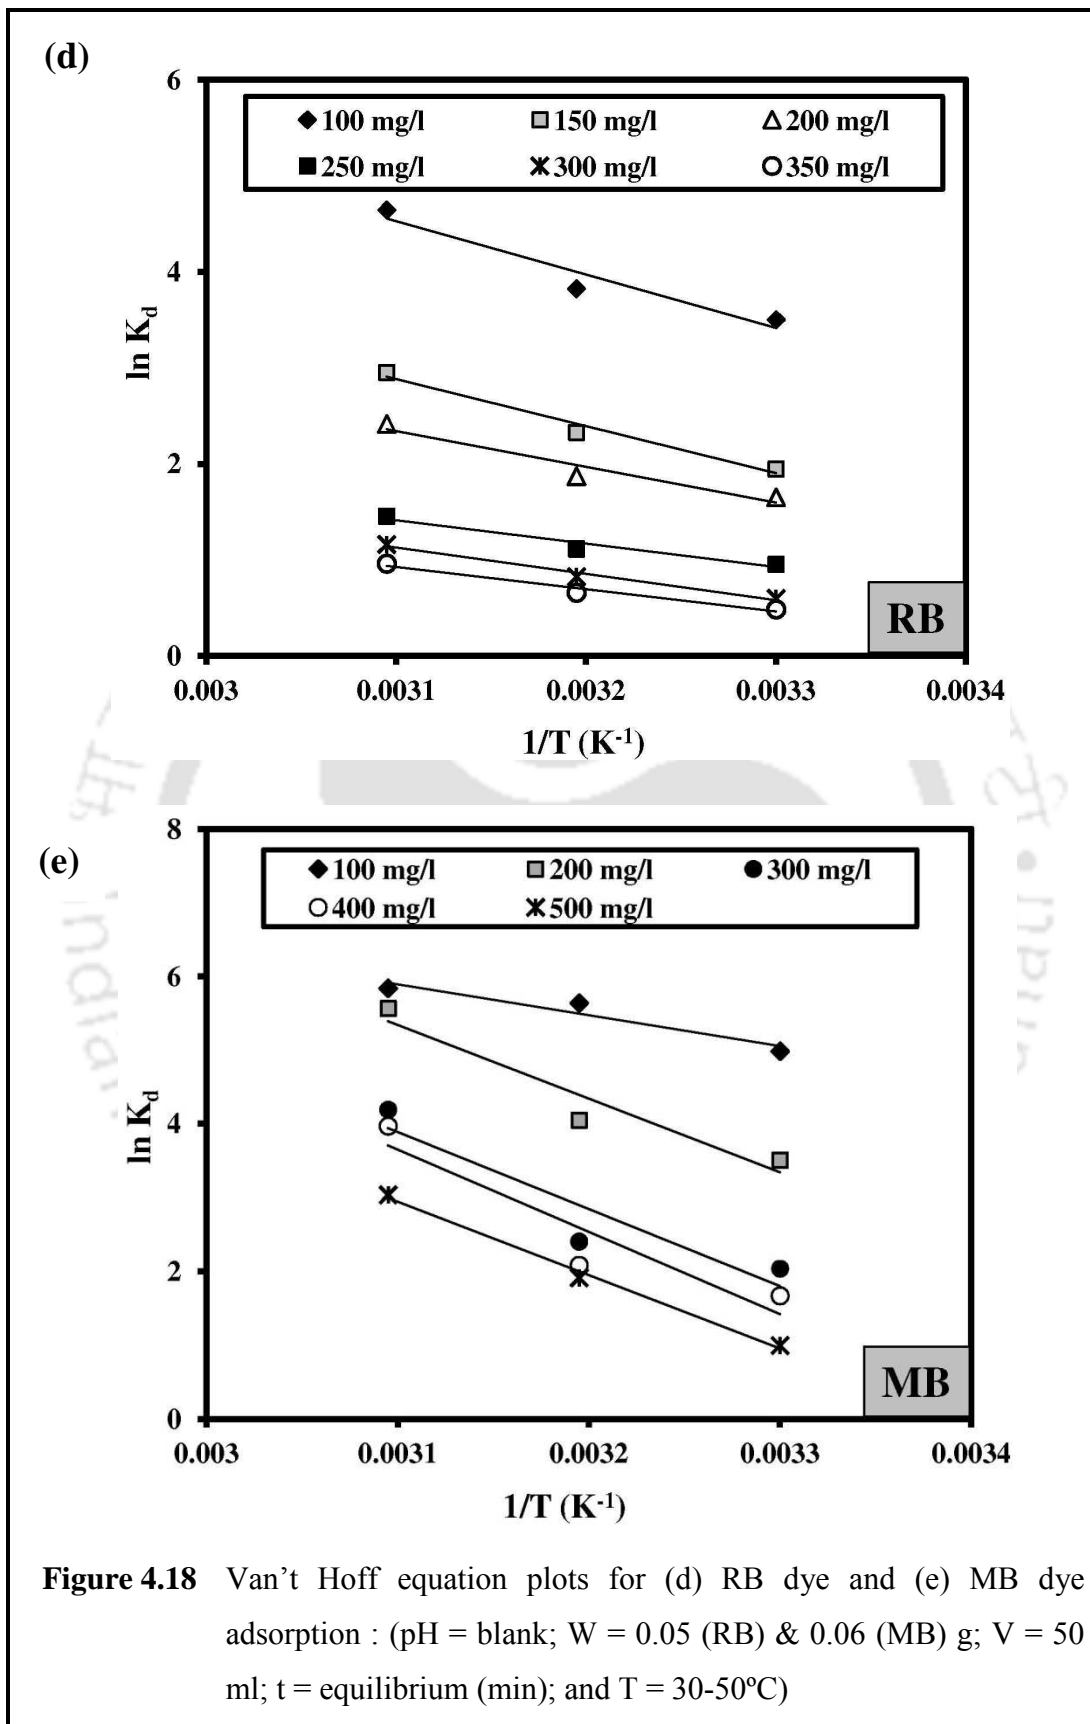 (d)
6
◆ 100 mg/l  150 mg/l △ 200 mg/l
■ 250 mg/l  300 mg/l ○ 350 mg/l
4
ln K_d
2
RB
0
0.003 0.0031 0.0032 0.0033 0.0034
1/T (K⁻¹)
8
(e)
◆ 100 mg/l  200 mg/l ● 300 mg/l
○ 400 mg/l  500 mg/l
6
ln K_d
4
2
MB
0
0.003 0.0031 0.0032 0.0033 0.0034
1/T (K⁻¹)
Figure 4.18 Van’t Hoff equation plots for (d) RB dye and (e) MB dye
adsorption : (pH = blank; W = 0.05 (RB) & 0.06 (MB) g; V = 50
ml; t = equilibrium (min); and T = 30-50ºC)